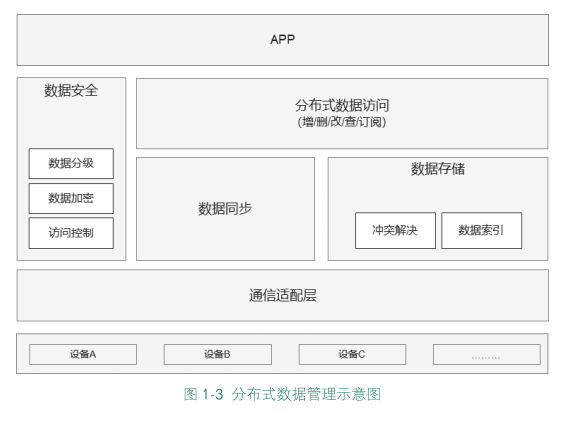 APP
数据安全
数据分级
数据加密
访问控制
分布式数据访问
(增/删/改/查/订阅)
数据同步
数据存储
冲突解决
数据索引
通信适配层
设备A
设备B
设备C
………
图 1-3 分布式数据管理示意图